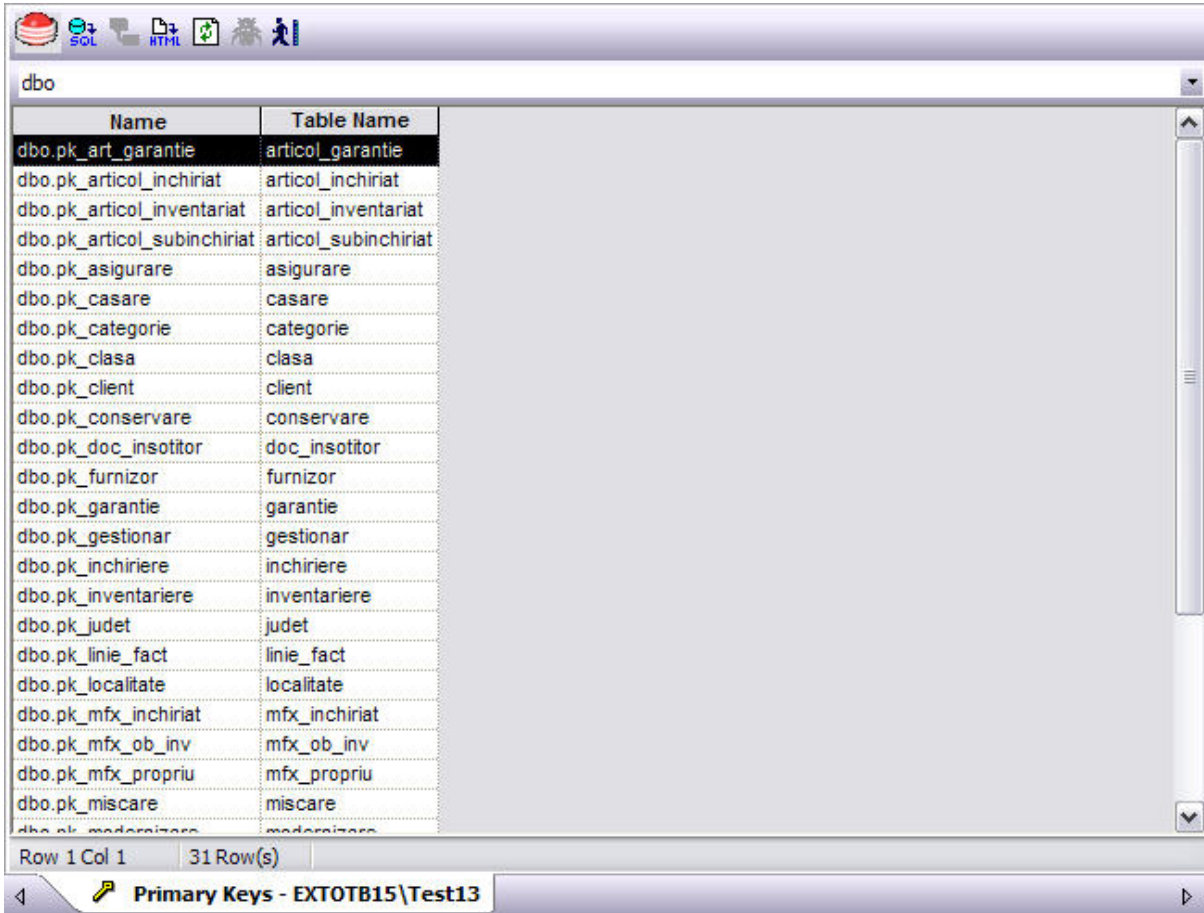 SQL HTML
dbo
Name Table Name
dbo.pk_art_garantie articol_garantie
dbo.pk_articol_inchiriat articol_inchiriat
dbo.pk_articol_inventariat articol_inventariat
dbo.pk_articol_subinchiriat articol_subinchiriat
dbo.pk_asigurare asigurare
dbo.pk_casare casare
dbo.pk_categorie categorie
dbo.pk_clasa clasa
dbo.pk_client client
dbo.pk_conservare conservare
dbo.pk_doc_insotitor doc_insotitor
dbo.pk_furnizor furnizor
dbo.pk_garantie garantie
dbo.pk_gestionar gestionar
dbo.pk_inchiriere inchiriere
dbo.pk_inventariere inventariere
dbo.pk_judet judet
dbo.pk_linie_fact linie_fact
dbo.pk_localitate localitate
dbo.pk_mfx_inchiriat mfx_inchiriat
dbo.pk_mfx_ob_inv mfx_ob_inv
dbo.pk_mfx_propriu mfx_propriu
dbo.pk_miscare miscare
dbo.pk_modernizare modernizare
Row 1 Col 1 31 Row(s)
Primary Keys - EXTOTB15\Test13